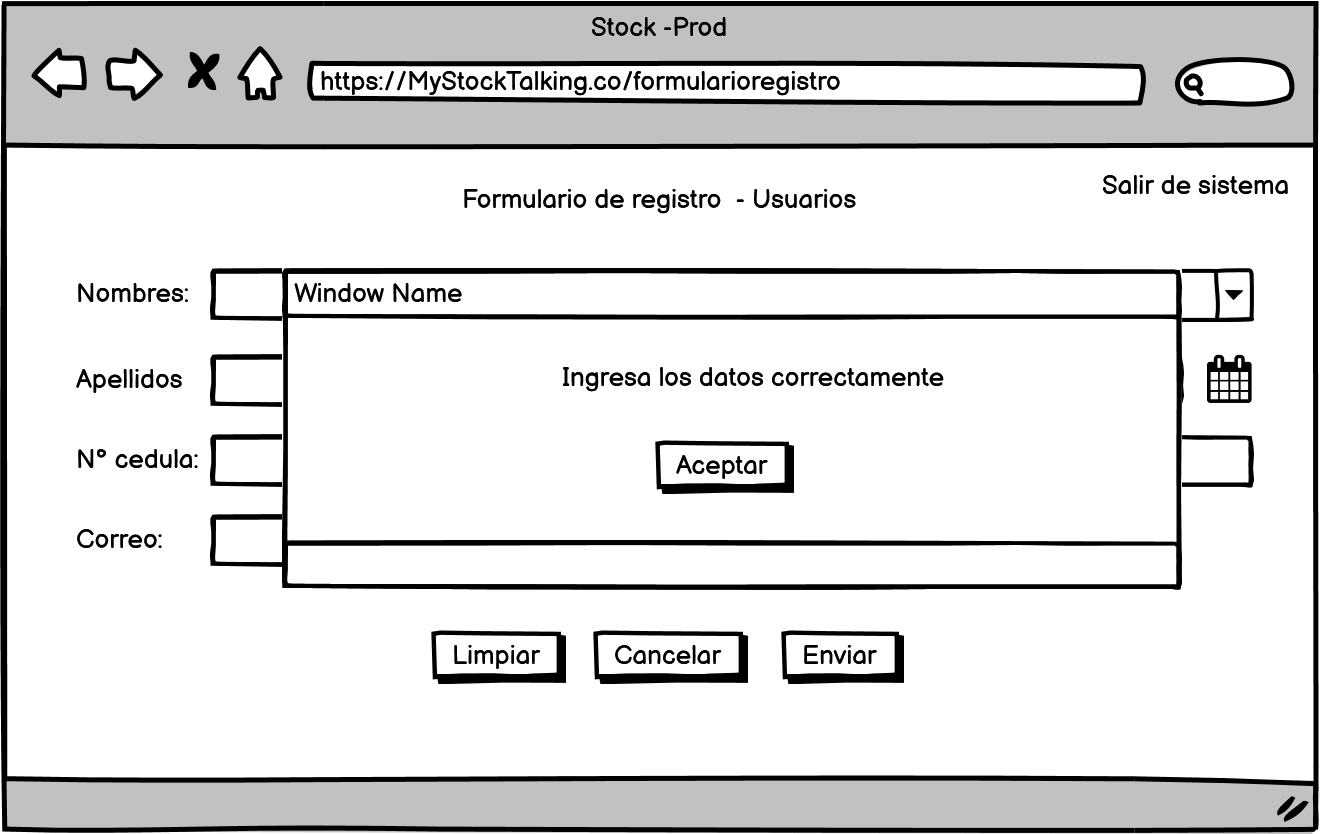 Stock -Prod
https://MyStockTalking.co/formularioregistro
Salir de sistema
Formulario de registro - Usuarios
Nombres:
Window Name
Apellidos
Ingresa los datos correctamente
N° cedula:
Aceptar
Correo:
Limpiar
Cancelar
Enviar